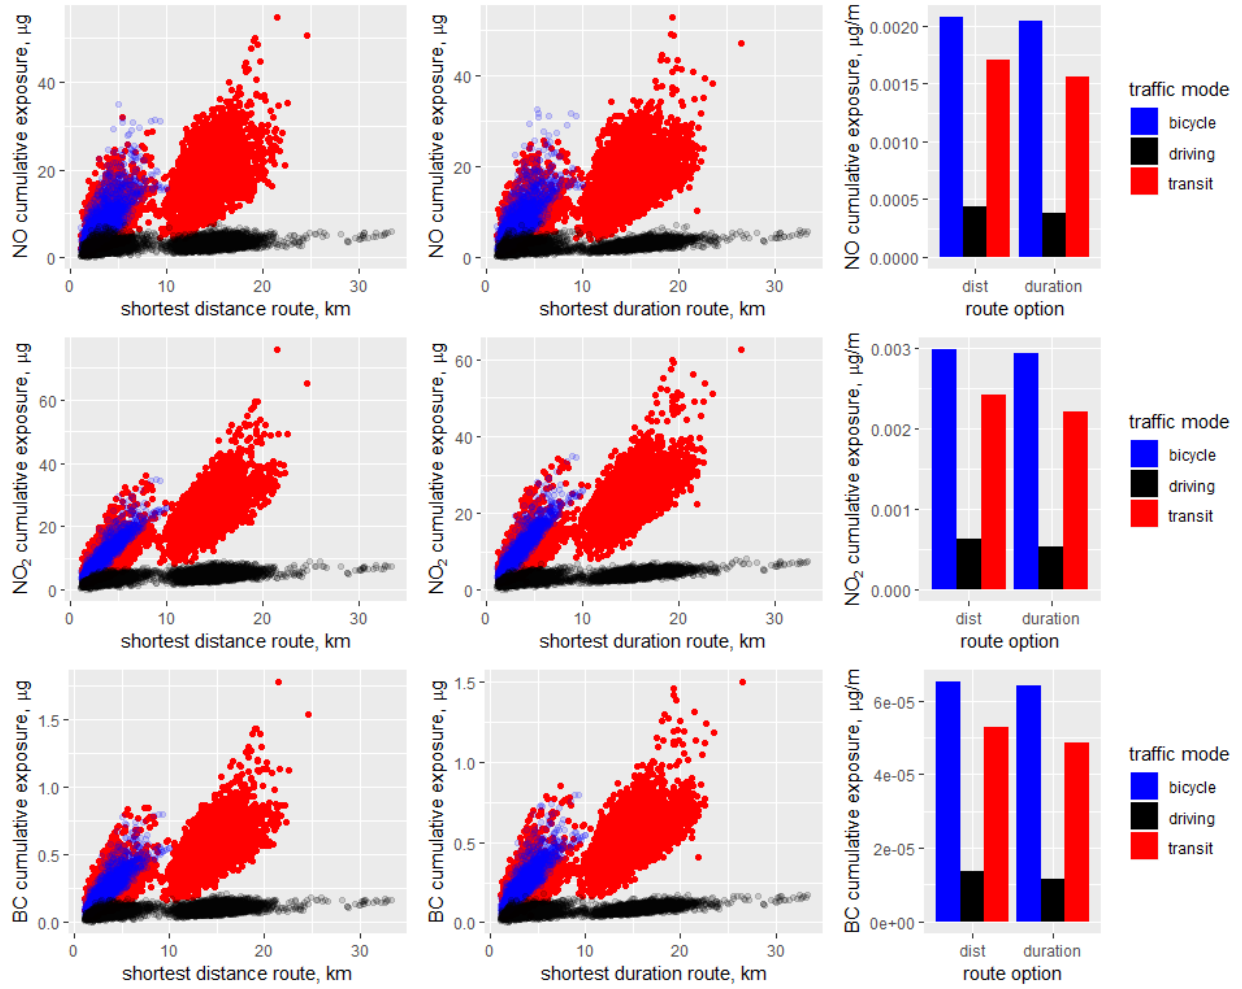 NO cumulative exposure, μg
40
20
0
0 10 20 30
shortest distance route, km
NO cumulative exposure, μg
40
20
0
0 10 20 30
shortest duration route, km
NO cumulative exposure, μg/m
0.0020
0.0015
0.0010
0.0005
0.0000
dist duration
route option
traffic mode
bicycle
driving
transit
NO₂ cumulative exposure, μg
60
40
20
0
0 10 20 30
shortest distance route, km
NO₂ cumulative exposure, μg
60
40
20
0
0 10 20 30
shortest duration route, km
NO₂ cumulative exposure, μg/m
0.003
0.002
0.001
0.000
dist duration
route option
traffic mode
bicycle
driving
transit
BC cumulative exposure, μg
1.5
1.0
0.5
0.0
0 10 20 30
shortest distance route, km
BC cumulative exposure, μg
1.5
1.0
0.5
0.0
0 10 20 30
shortest duration route, km
BC cumulative exposure, μg/m
6e-05
4e-05
2e-05
0e+00
dist duration
route option
traffic mode
bicycle
driving
transit